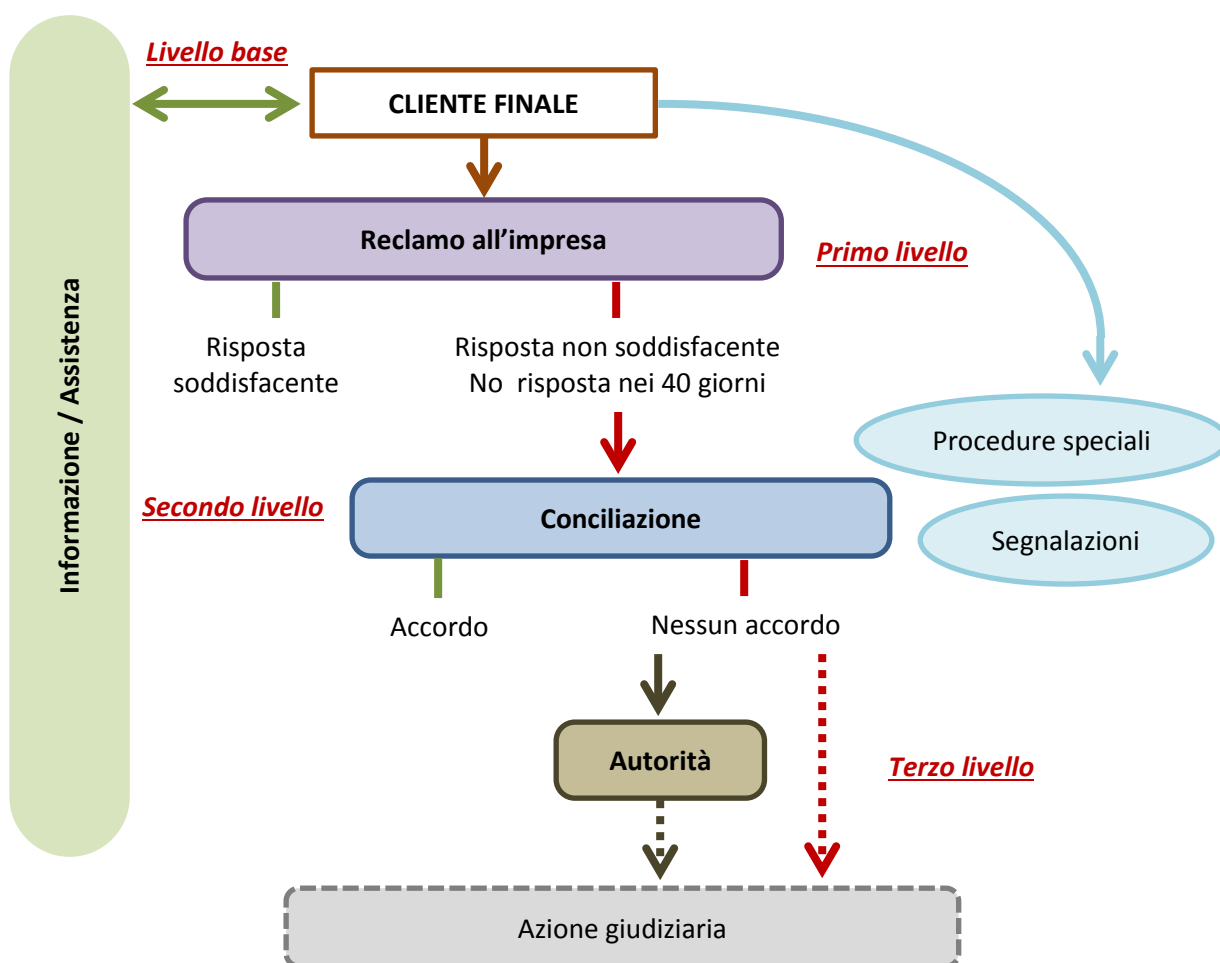 Livello base
CLIENTE FINALE
Reclamo all’impresa
Primo livello
Informazione / Assistenza
Risposta
soddisfacente
Risposta non soddisfacente
No  risposta nei 40 giorni
Procedure speciali
Secondo livello
Conciliazione
Segnalazioni
Accordo
Nessun accordo
Autorità
Terzo livello
Azione giudiziaria